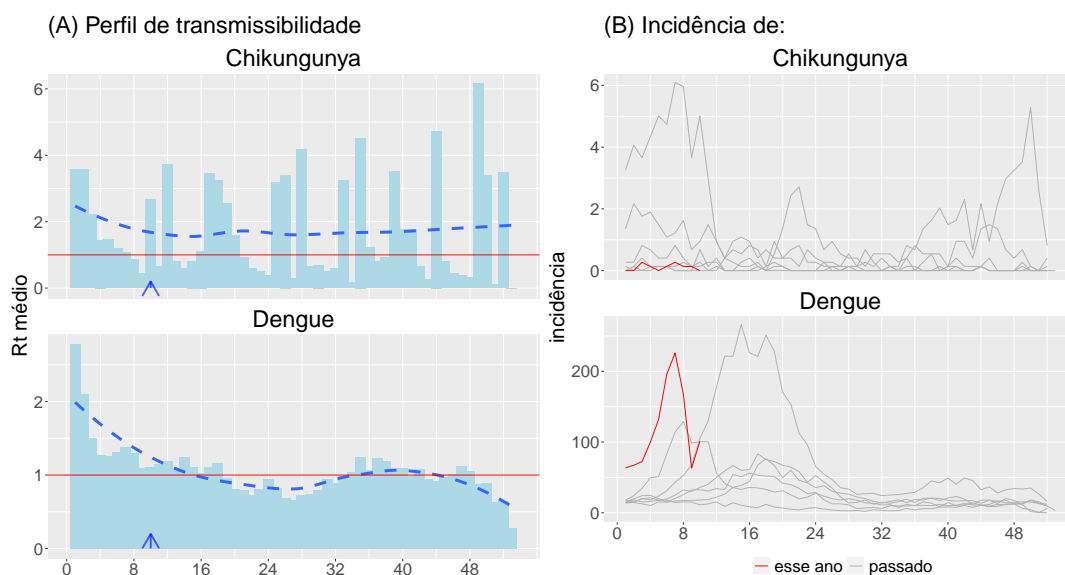 (A) Perfil de transmissibilidade
Chikungunya
6
4
2
0
Dengue
2
1
0
0 8 16 24 32 40 48
Rt médio
(B) Incidência de:
Chikungunya
6
4
2
0
Dengue
200
100
50
0
0 8 16 24 32 40 48
incidência
esse ano passado